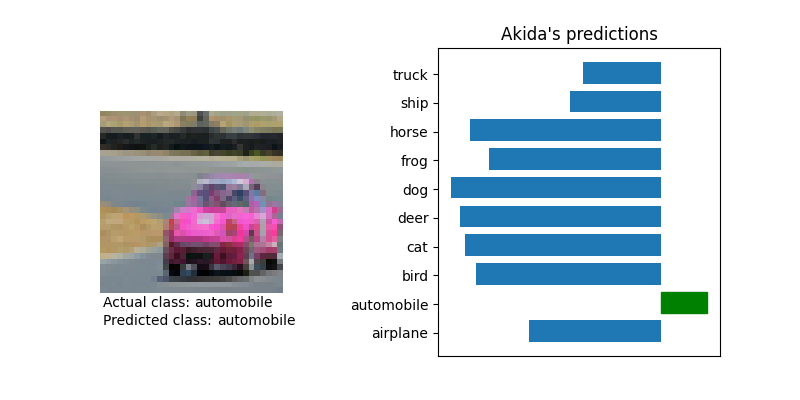 Akida's predictions
truck
ship
horse
frog
dog
deer
cat
bird
automobile
airplane
Actual class: automobile
Predicted class: automobile